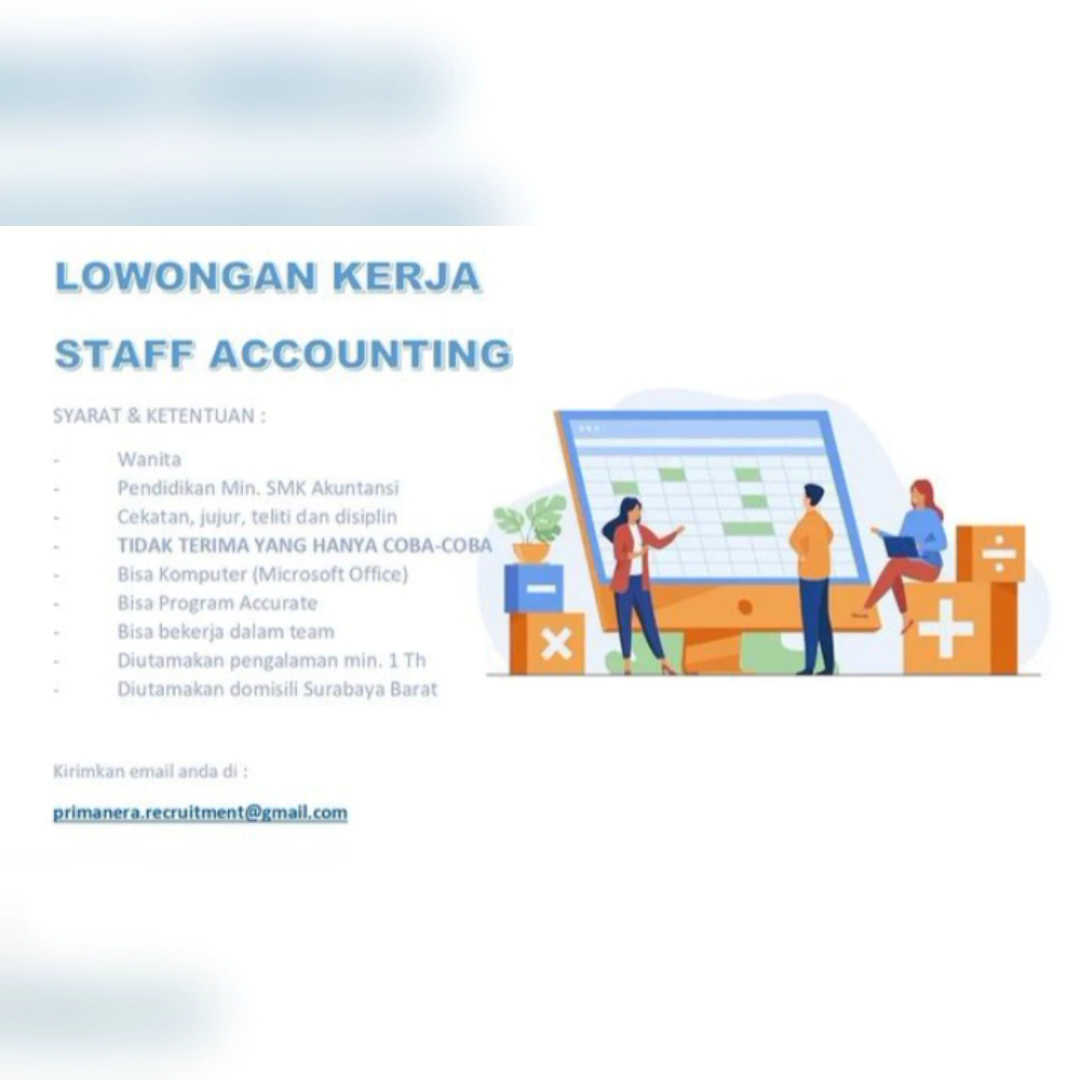 LOWONGAN KERJA
STAFF ACCOUNTING
SYARAT & KETENTUAN :
- Wanita
- Pendidikan Min. SMK Akuntansi
- Cekatan, jujur, teliti dan disiplin
- TIDAK TERIMA YANG HANYA COBA-COBA
- Bisa Komputer (Microsoft Office)
- Bisa Program Accurate
- Bisa bekerja dalam team
- Diutamakan pengalaman min. 1 Th
- Diutamakan domisili Surabaya Barat
Kirimkan email anda di :
primanera.recruitment@gmail.com